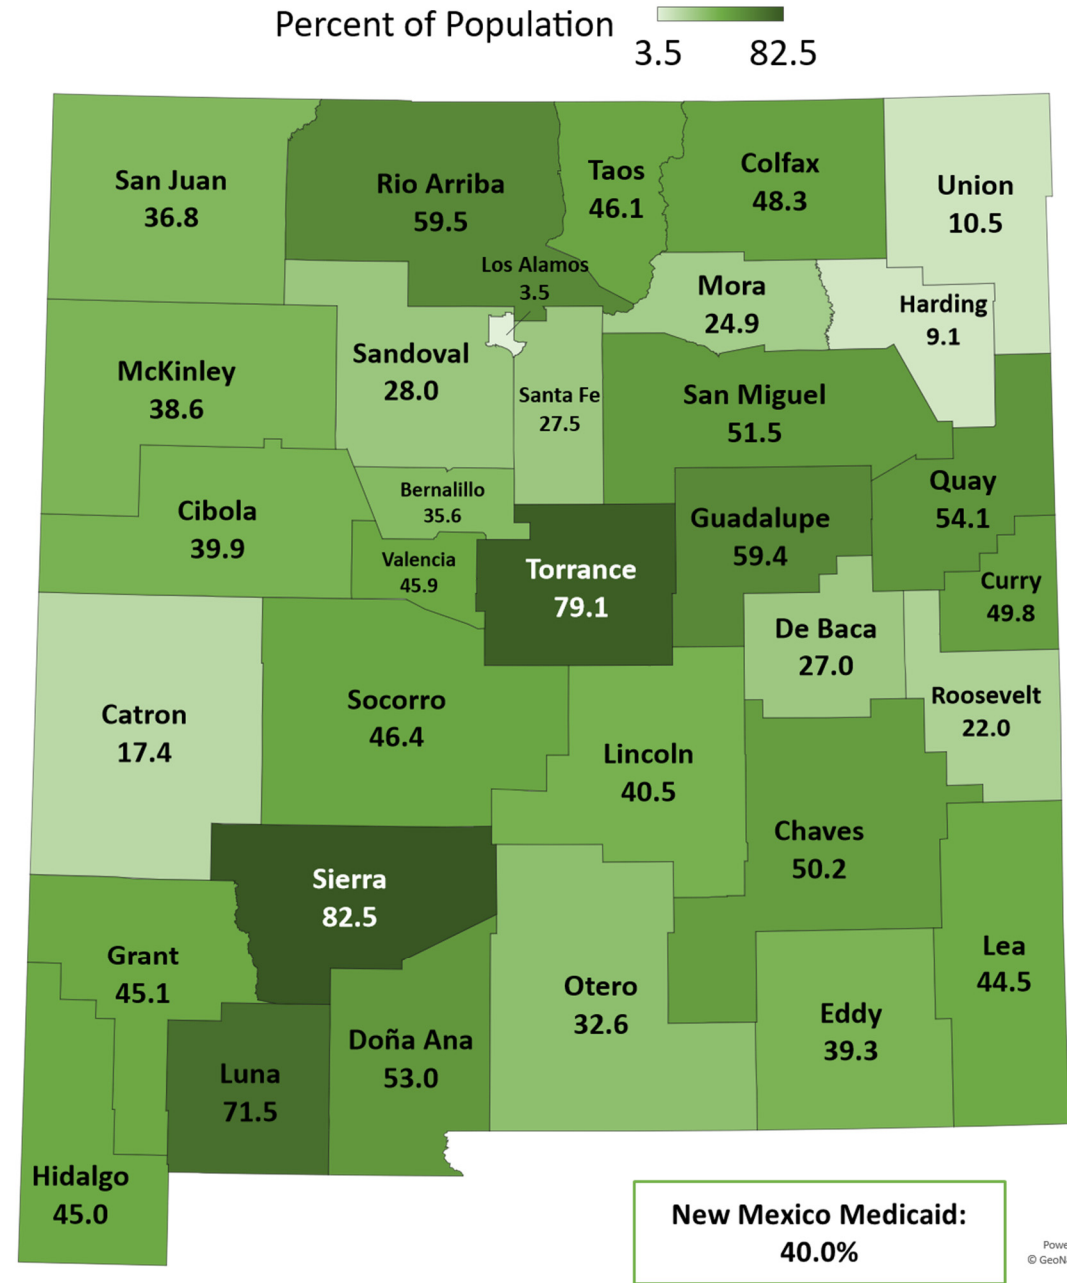 Percent of Population
3.5 82.5
San Juan
36.8
Rio Arriba
59.5
Taos
46.1
Colfax
48.3
Union
10.5
Los Alamos
3.5
Mora
24.9
Harding
9.1
McKinley
38.6
Sandoval
28.0
Santa Fe
27.5
San Miguel
51.5
Quay
54.1
Cibola
39.9
Bernalillo
35.6
Valencia
45.9
Torrance
79.1
Guadalupe
59.4
Curry
49.8
De Baca
27.0
Roosevelt
22.0
Catron
17.4
Socorro
46.4
Lincoln
40.5
Chaves
50.2
Sierra
82.5
Grant
45.1
Otero
32.6
Lea
44.5
Eddy
39.3
Doña Ana
53.0
Luna
71.5
Hidalgo
45.0
New Mexico Medicaid:
40.0%